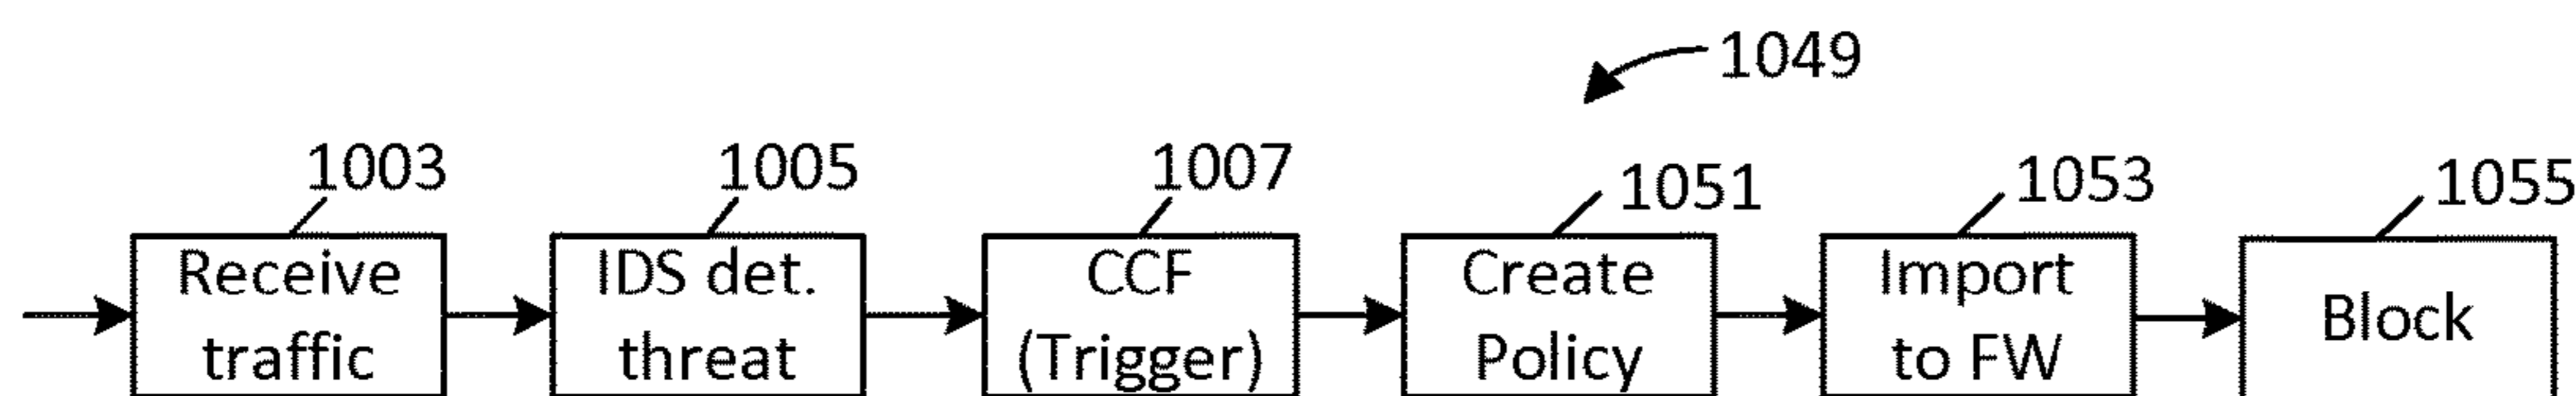 1049
1003
1005
1007
1051
1053
1055
Receive
traffic
IDS det.
threat
CCF
(Trigger)
Create
Policy
Import
to FW
Block